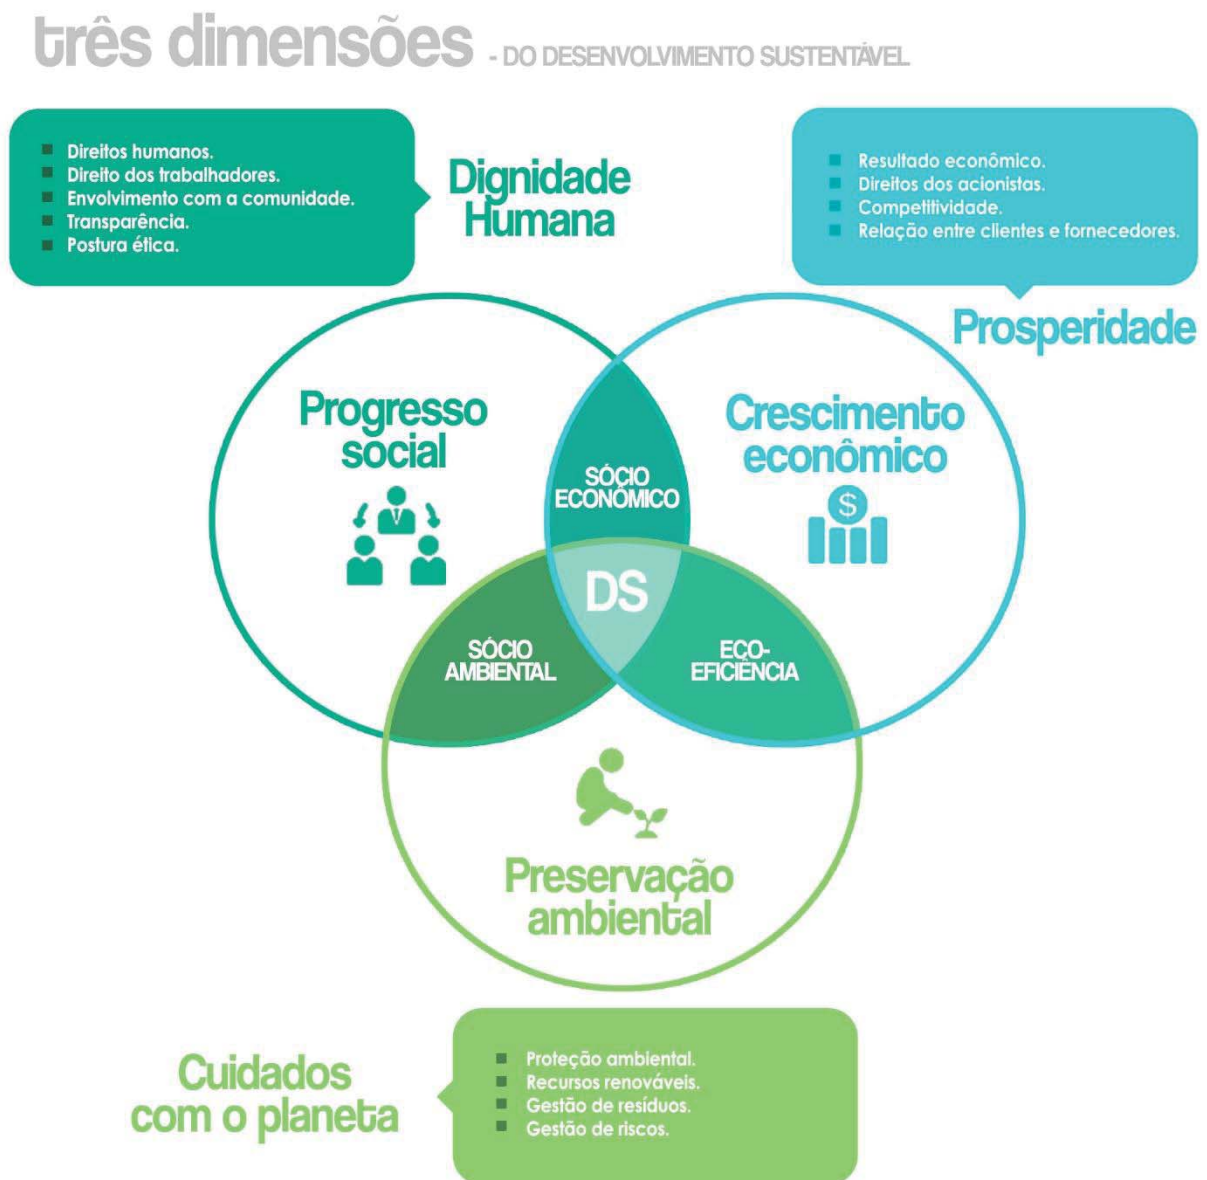 três dimensões - DO DESENVOLVIMENTO SUSTENTÁVEL
Direitos humanos.
Direito dos trabalhadores.
Envolvimento com a comunidade.
Transparência.
Postura ética.
Dignidade
Humana
Resultado econômico.
Direitos dos acionistas.
Competitividade.
Relação entre clientes e fornecedores.
Prosperidade
Progresso
social
Crescimento
econômico
$
SÓCIO
ECONÔMICO
DS
SÓCIO
AMBIENTAL
ECO-
EFICIÊNCIA
Preservação
ambiental
Cuidados
com o planeta
Proteção ambiental.
Recursos renováveis.
Gestão de resíduos.
Gestão de riscos.